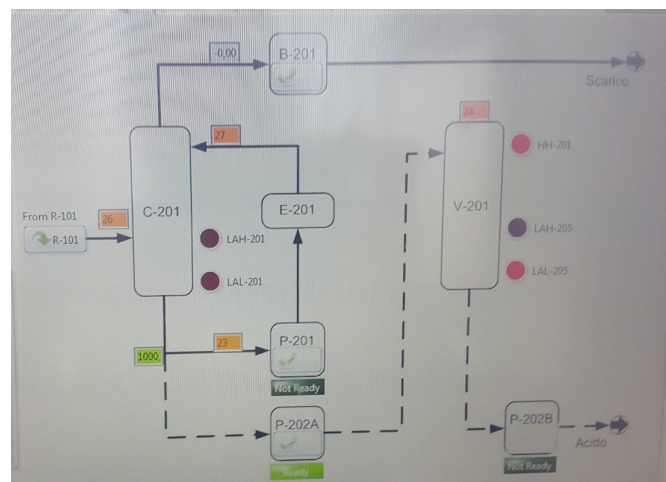 -0,00
B-201
Scarico
24
27
HH-201
C-201
E-201
V-201
From R-101
26
R-101
LAH-201
LAH-205
LAL-201
LAL-205
P-201
23
1000
Not Ready
P-202A
P-202B
Acido
Ready
Not Ready